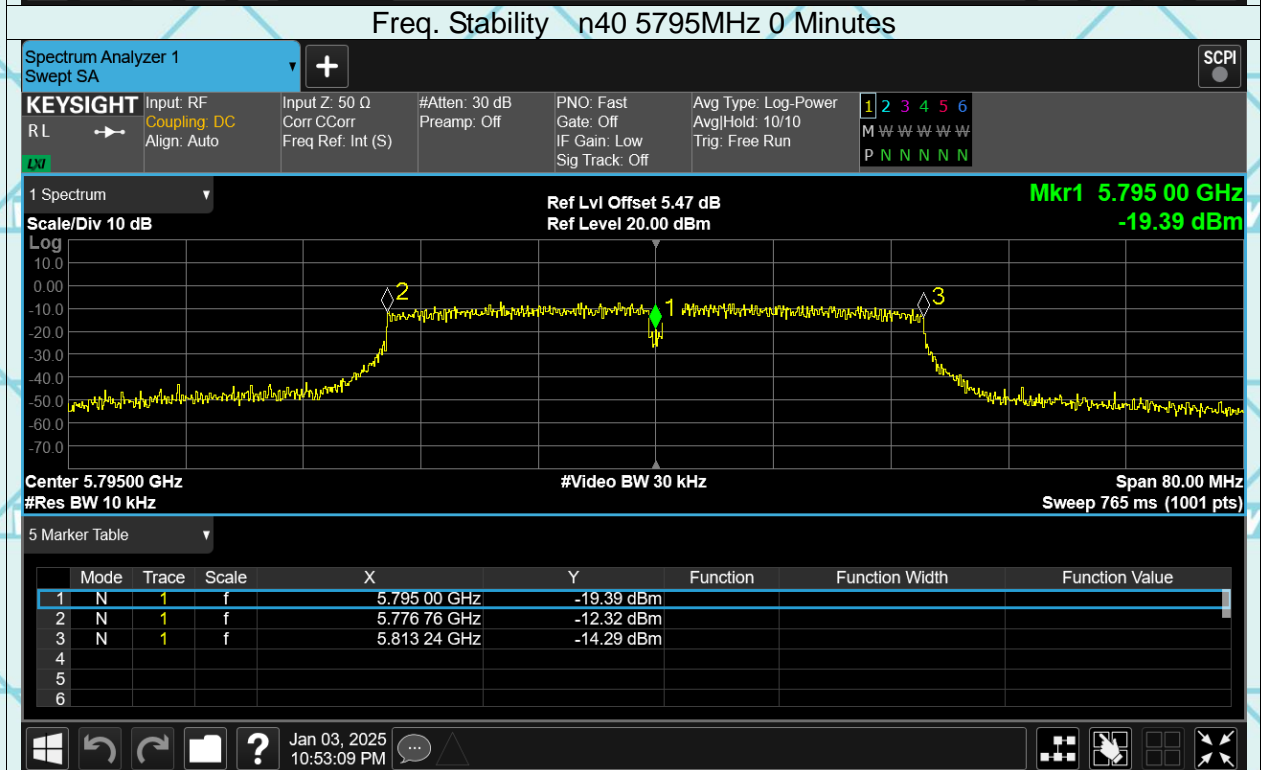 Freq. Stability n40 5795MHz 0 Minutes
Spectrum Analyzer 1
Swept SA
+
SCPI
KEYSIGHT
R L
LXI
Input: RF
Coupling: DC
Align: Auto
Input Z: 50 Ω
Corr CCorr
Freq Ref: Int (S)
#Atten: 30 dB
Preamp: Off
PNO: Fast
Gate: Off
IF Gain: Low
Sig Track: Off
Avg Type: Log-Power
Avg|Hold: 10/10
Trig: Free Run
1 2 3 4 5 6
M W W W W W
P N N N N N
1 Spectrum
Scale/Div 10 dB
Ref Lvl Offset 5.47 dB
Ref Level 20.00 dBm
Mkr1 5.795 00 GHz
-19.39 dBm
Log
10.0
0.00
-10.0
-20.0
-30.0
-40.0
-50.0
-60.0
-70.0
2
1
3
Center 5.79500 GHz
#Res BW 10 kHz
#Video BW 30 kHz
Span 80.00 MHz
Sweep 765 ms (1001 pts)
5 Marker Table
Mode Trace Scale X Y Function Function Width Function Value
1 N 1 f 5.795 00 GHz -19.39 dBm
2 N 1 f 5.776 76 GHz -12.32 dBm
3 N 1 f 5.813 24 GHz -14.29 dBm
4
5
6
?
Jan 03, 2025
10:53:09 PM